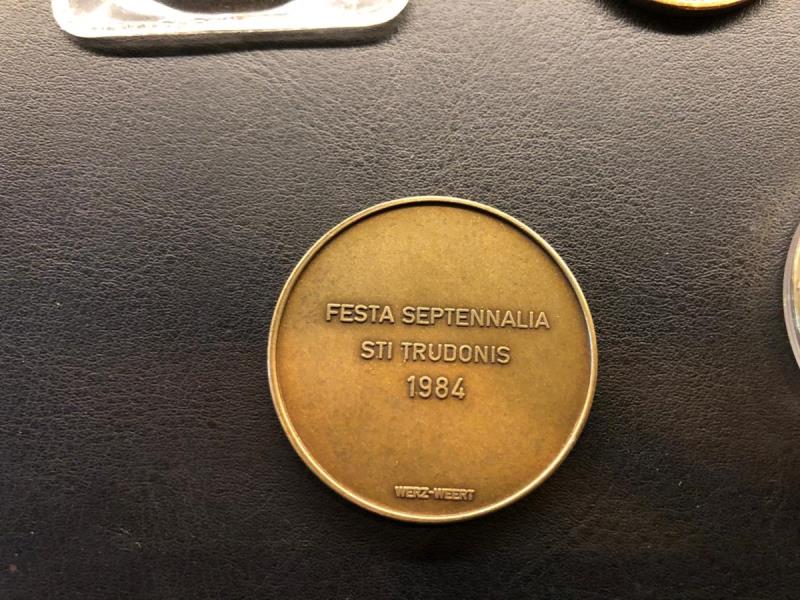 FESTA SEPTENNALIA
STI TRUDONIS
1984
WERZ-WEERT